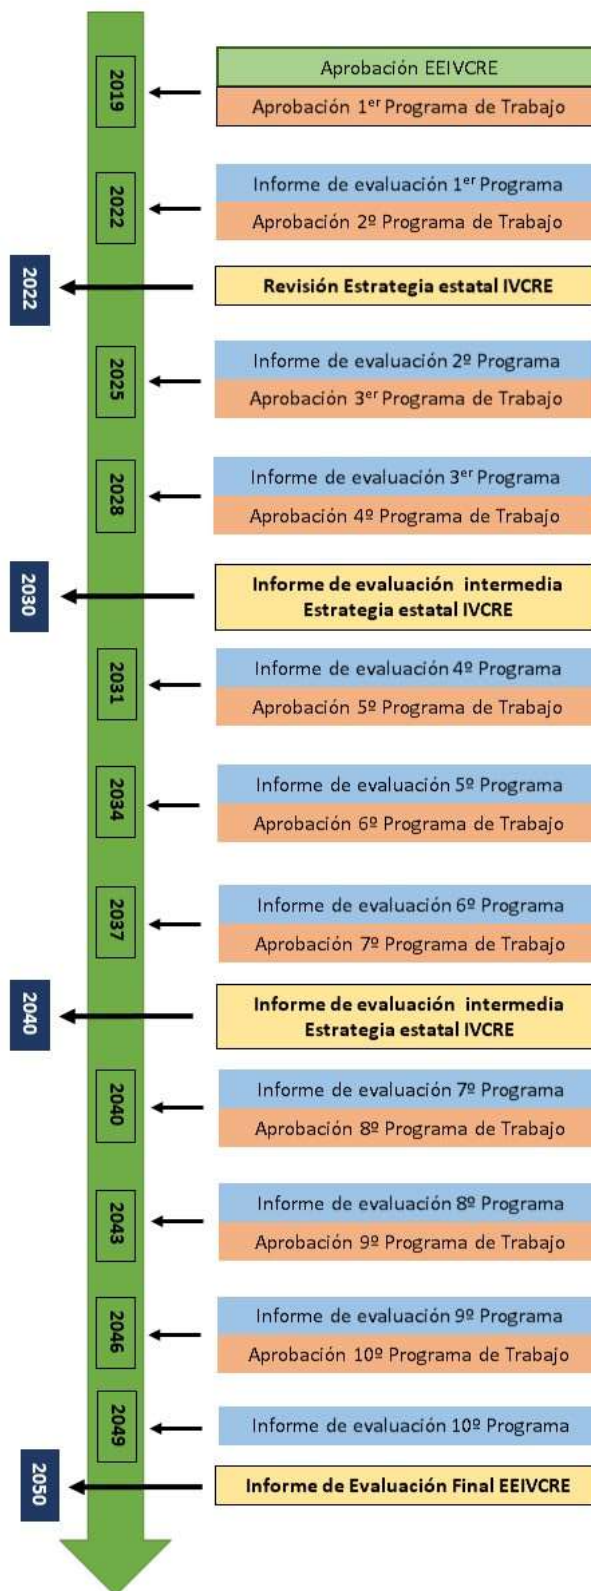 2019
Aprobación EEIVCRE
Aprobación 1er Programa de Trabajo
2022
Informe de evaluación 1er Programa
Aprobación 2º Programa de Trabajo
2022
Revisión Estrategia estatal IVCRE
2025
Informe de evaluación 2º Programa
Aprobación 3er Programa de Trabajo
2028
Informe de evaluación 3er Programa
Aprobación 4º Programa de Trabajo
2030
Informe de evaluación intermedia
Estrategia estatal IVCRE
2031
Informe de evaluación 4º Programa
Aprobación 5º Programa de Trabajo
2034
Informe de evaluación 5º Programa
Aprobación 6º Programa de Trabajo
2037
Informe de evaluación 6º Programa
Aprobación 7º Programa de Trabajo
2040
Informe de evaluación intermedia
Estrategia estatal IVCRE
2040
Informe de evaluación 7º Programa
Aprobación 8º Programa de Trabajo
2043
Informe de evaluación 8º Programa
Aprobación 9º Programa de Trabajo
2046
Informe de evaluación 9º Programa
Aprobación 10º Programa de Trabajo
2049
Informe de evaluación 10º Programa
2050
Informe de Evaluación Final EEIVCRE